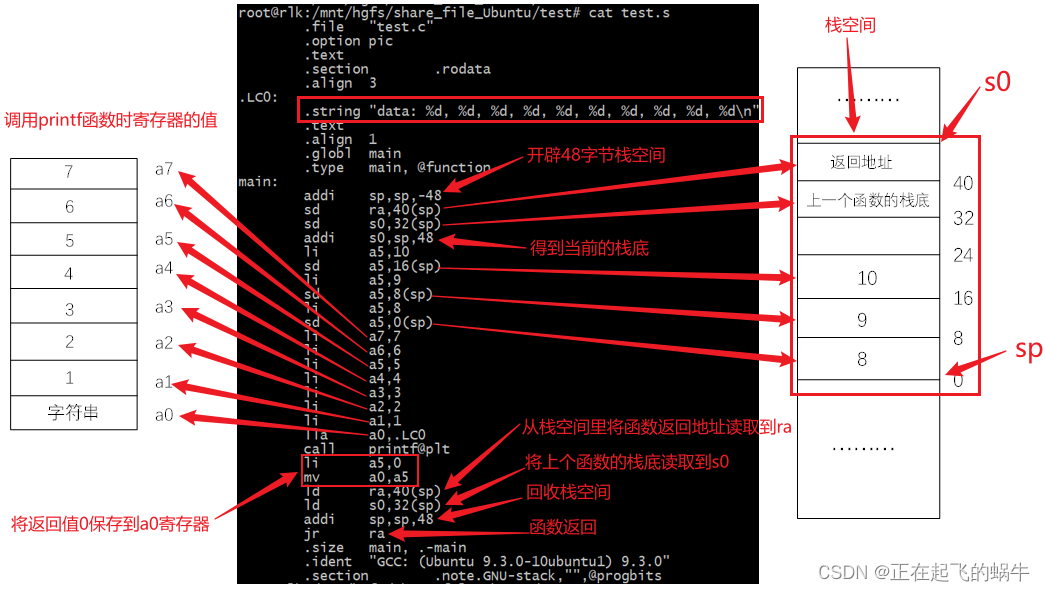 root@rlk:/mnt/hgfs/share_file_Ubuntu/test# cat test.s
.file "test.c"
.option pic
.text
.section .rodata
.align 3
.LC0:
.string "data: %d, %d, %d, %d, %d, %d, %d, %d, %d, %d\n"
.text
.align 1
.globl main
.type main, @function
main:
addi sp,sp,-48
sd ra,40(sp)
sd s0,32(sp)
addi s0,sp,48
li a5,10
sd a5,16(sp)
li a5,9
sd a5,8(sp)
li a5,8
sd a5,0(sp)
li a7,7
li a6,6
li a5,5
li a4,4
li a3,3
li a2,2
li a1,1
lla a0,.LC0
call printf@plt
li a5,0
mv a0,a5
ld ra,40(sp)
ld s0,32(sp)
addi sp,sp,48
jr ra
.size main, .-main
.ident "GCC: (Ubuntu 9.3.0-10ubuntu1) 9.3.0"
.section .note.GNU-stack,"",@progbits
调用printf函数时寄存器的值
7 a7
6 a6
5 a5
4 a4
3 a3
2 a2
1 a1
字符串 a0
将返回值0保存到a0寄存器
开辟48字节栈空间
得到当前的栈底
从栈空间里将函数返回地址读取到ra
将上个函数的栈底读取到s0
回收栈空间
函数返回
栈空间
s0
………
返回地址
40
上一个函数的栈底
32
24
10
16
9
8
8
sp
0
………
CSDN @正在起飞的蜗牛